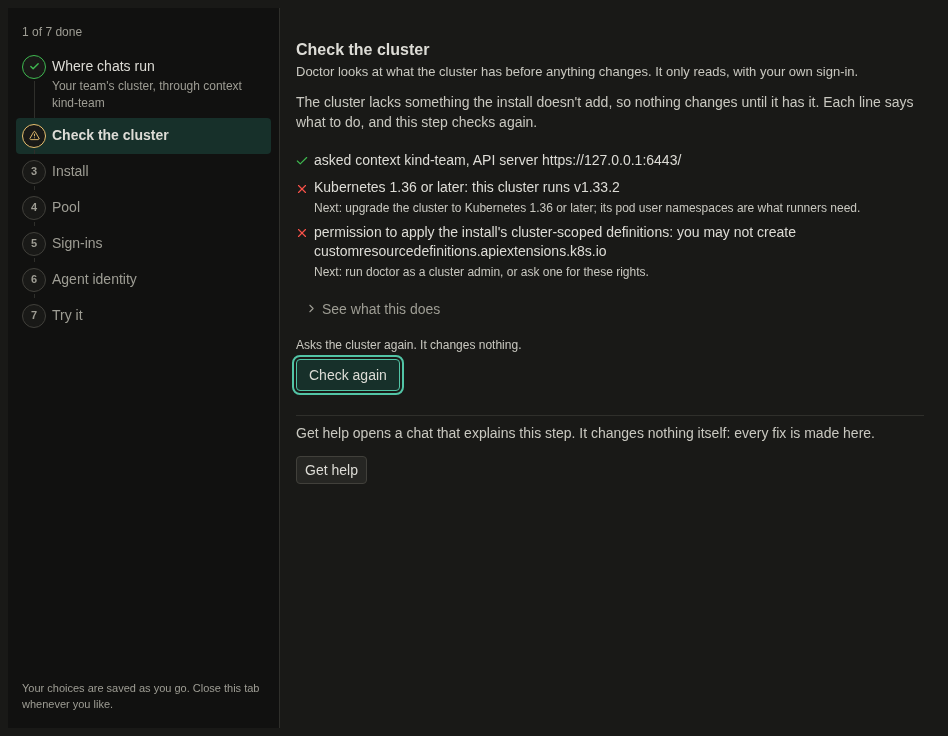 1 of 7 done
Where chats run
Your team's cluster, through context
kind-team
Check the cluster
3 Install
4 Pool
5 Sign-ins
6 Agent identity
7 Try it
Your choices are saved as you go. Close this tab
whenever you like.
Check the cluster
Doctor looks at what the cluster has before anything changes. It only reads, with your own sign-in.
The cluster lacks something the install doesn't add, so nothing changes until it has it. Each line says
what to do, and this step checks again.
asked context kind-team, API server https://127.0.0.1:6443/
Kubernetes 1.36 or later: this cluster runs v1.33.2
Next: upgrade the cluster to Kubernetes 1.36 or later; its pod user namespaces are what runners need.
permission to apply the install's cluster-scoped definitions: you may not create
customresourcedefinitions.apiextensions.k8s.io
Next: run doctor as a cluster admin, or ask one for these rights.
See what this does
Asks the cluster again. It changes nothing.
Check again
Get help opens a chat that explains this step. It changes nothing itself: every fix is made here.
Get help